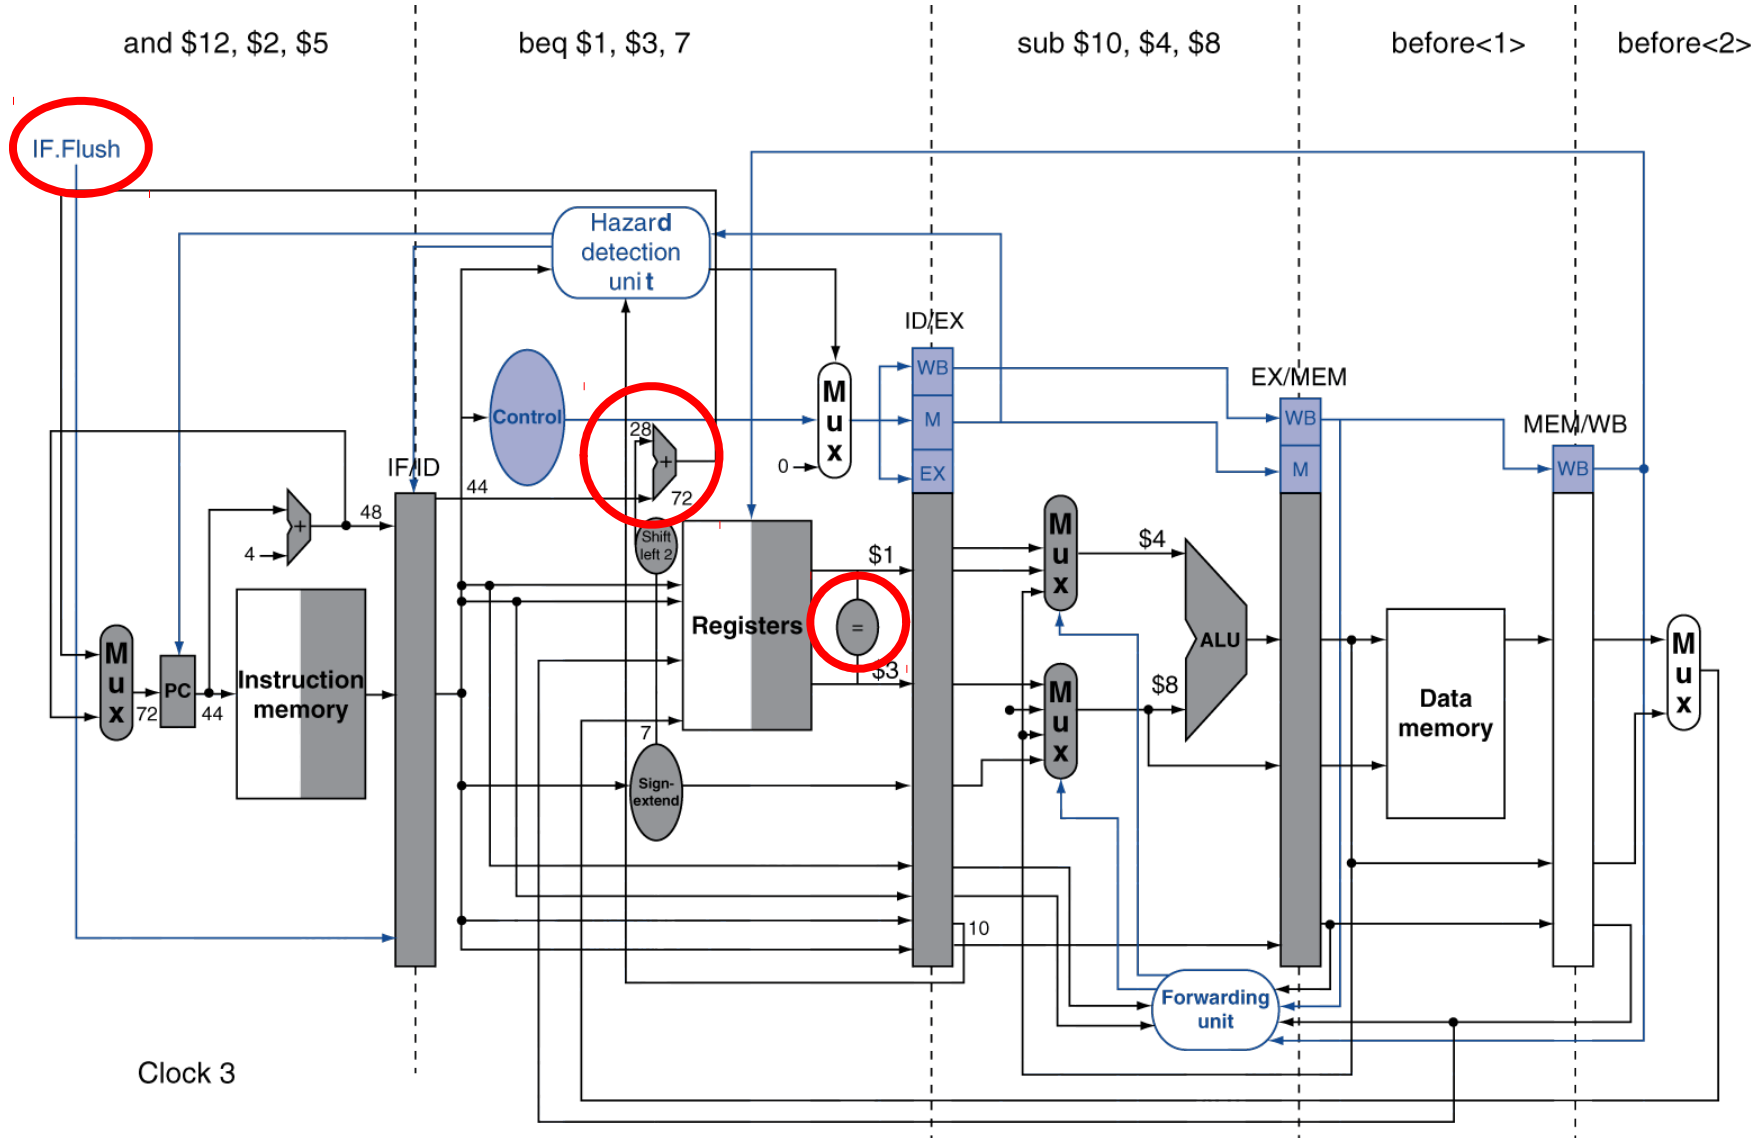 and $12, $2, $5
beq $1, $3, 7
sub $10, $4, $8
before<1>
before<2>
IF.Flush
Hazard
detection
unit
ID/EX
WB
M
EX
EX/MEM
WB
M
MEM/WB
WB
Control
28
+
72
M
u
x
0
IF/ID
44
48
+
4
Shift
left 2
$1
=
$3
Registers
M
u
x
$4
M
u
x
$8
ALU
M
u
x
72
PC
44
Instruction
memory
Data
memory
M
u
x
7
Sign-
extend
10
Forwarding
unit
Clock 3